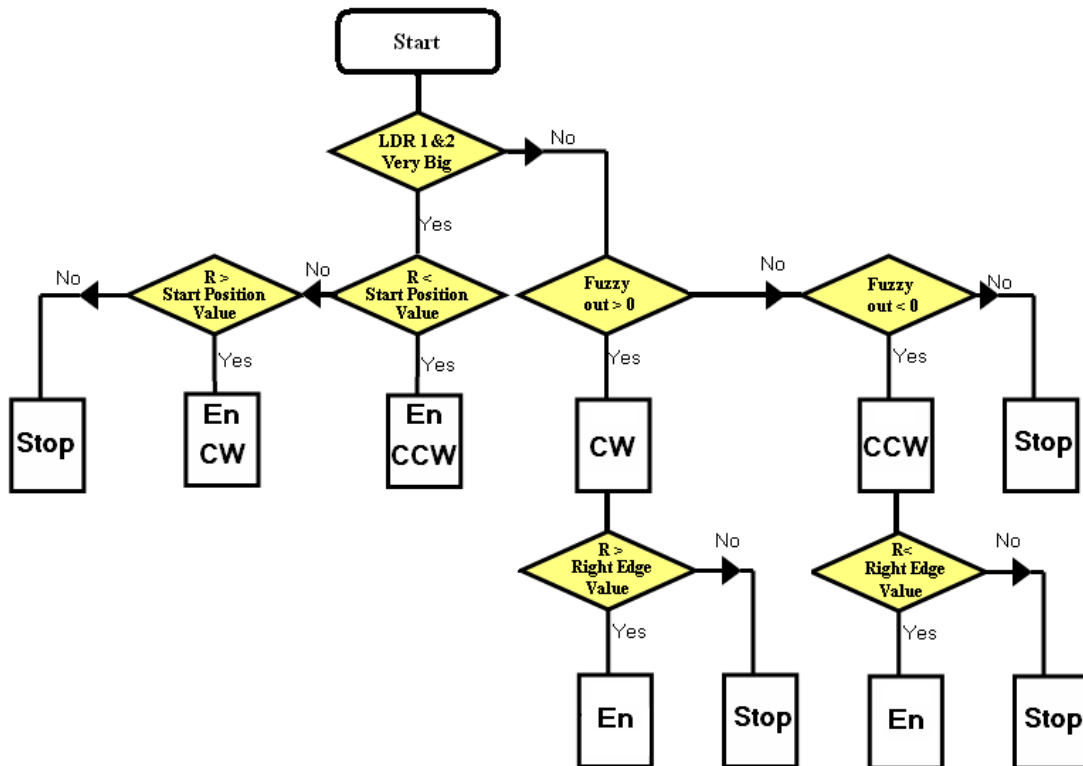 Start
LDR 1 &2
Very Big
No
Yes
No
R >
Start Position
Value
No
R <
Start Position
Value
Fuzzy
out > 0
No
Fuzzy
out < 0
No
Yes
Yes
Yes
Yes
Stop
En
CW
En
CCW
CW
CCW
Stop
R >
Right Edge
Value
No
R<
Right Edge
Value
No
Yes
Yes
En
Stop
En
Stop